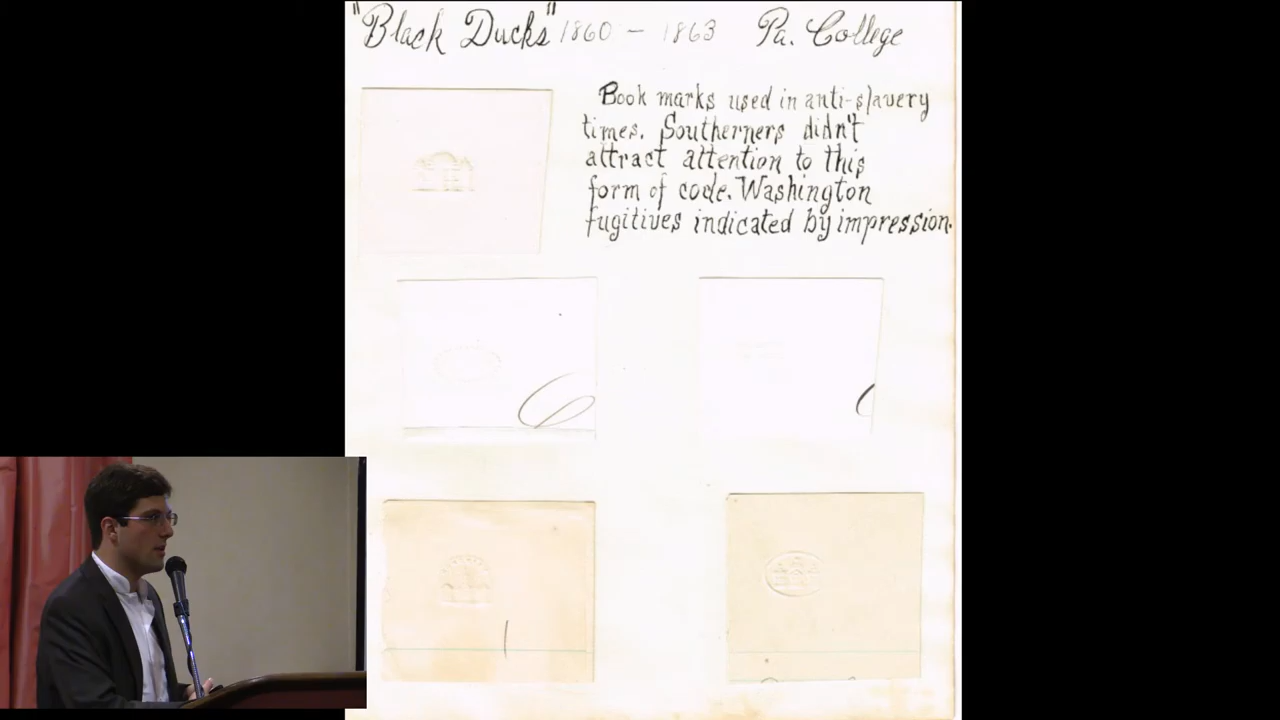 "Black Ducks" 1860 - 1863 Pa. College
Book marks used in anti-slavery
times. Southerners didn't
attract attention to this
form of code. Washington
fugitives indicated by impression.